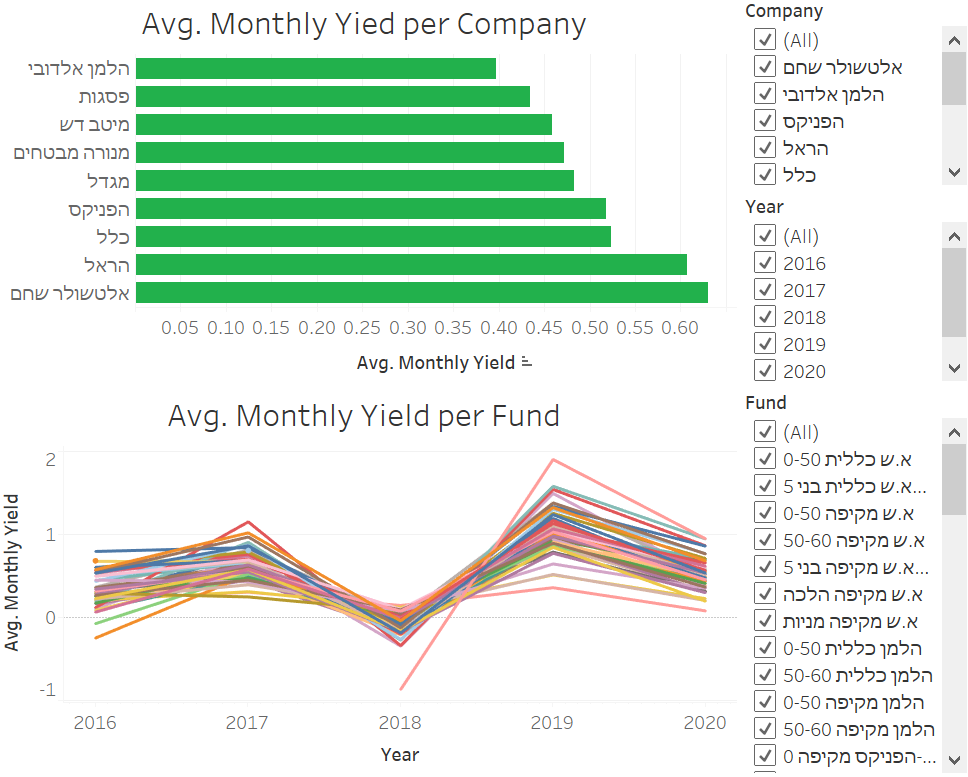 Avg. Monthly Yied per Company
הלמן אלדובי
פסגות
מיטב דש
מנורה מבטחים
מגדל
הפניקס
כלל
הראל
אלטשולר שחם
0.05 0.10 0.15 0.20 0.25 0.30 0.35 0.40 0.45 0.50 0.55 0.60
Avg. Monthly Yield
Avg. Monthly Yield per Fund
Avg. Monthly Yield
2
1
0
-1
2016 2017 2018 2019 2020
Year
Company
(All)
אלטשולר שחם
הלמן אלדובי
הפניקס
הראל
כלל
Year
(All)
2016
2017
2018
2019
2020
Fund
(All)
א.ש כללית 0-50
א.ש כללית בני 5...
א.ש מקיפה 0-50
א.ש מקיפה 50-60
א.ש מקיפה בני 5...
א.ש מקיפה הלכה
א.ש מקיפה מניות
הלמן כללית 0-50
הלמן כללית 50-60
הלמן מקיפה 0-50
הלמן מקיפה 50-60
הפניקס מקיפה 0-...